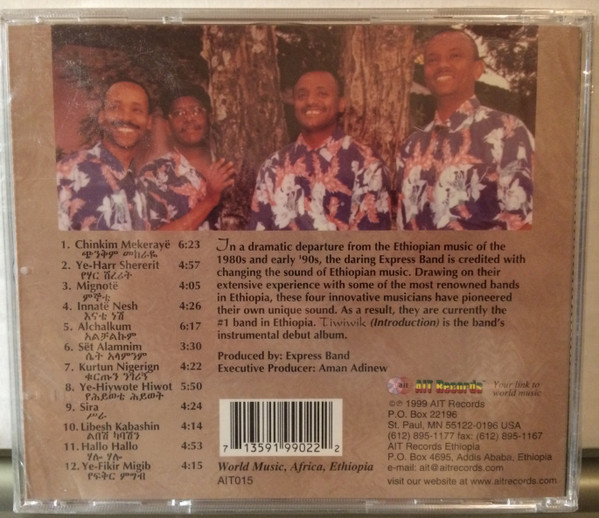 1. Chinkim Mekerayë 6:23
ጭንቅም መከራዬ
2. Ye-Harr Shererit 4:57
የሃር ሸረሪት
3. Mignotë 4:05
ምኞቴ
4. Innatë Nesh 4:26
እናቴ ነሽ
5. Alchalkum 6:17
አልቻልኩም
6. Sët Alamnim 3:30
ሴት አላምንም
7. Kurtun Nigerign 4:22
ቁርጡን ንገሪኝ
8. Ye-Hiywote Hiwot 5:50
የሕይወቴ ሕይወት
9. Sira 4:24
ሥራ
10. Libesh Kabashin 4:14
ልበሽ ካባሽን
11. Hallo Hallo 4:53
ሃሎ ሃሎ
12. Ye-Fikir Migib 4:15
የፍቅር ምግብ
In a dramatic departure from the Ethiopian music of the
1980s and early '90s, the daring Express Band is credited with
changing the sound of Ethiopian music. Drawing on their
extensive experience with some of the most renowned bands
in Ethiopia, these four innovative musicians have pioneered
their own unique sound. As a result, they are currently the
#1 band in Ethiopia. Tiwiwik (Introduction) is the band's
instrumental debut album.
Produced by: Express Band
Executive Producer: Aman Adinew
ait AIT Records™ Your link to
world music
©℗ 1999 AIT Records
P.O. Box 22196
St. Paul, MN 55122-0196 USA
(612) 895-1177 fax: (612) 895-1167
AIT Records Ethiopia
P.O. Box 4695, Addis Ababa, Ethiopia
e-mail: ait@aitrecords.com
visit our website at www.aitrecords.com
7 13591 99022 2
World Music, Africa, Ethiopia
AIT015